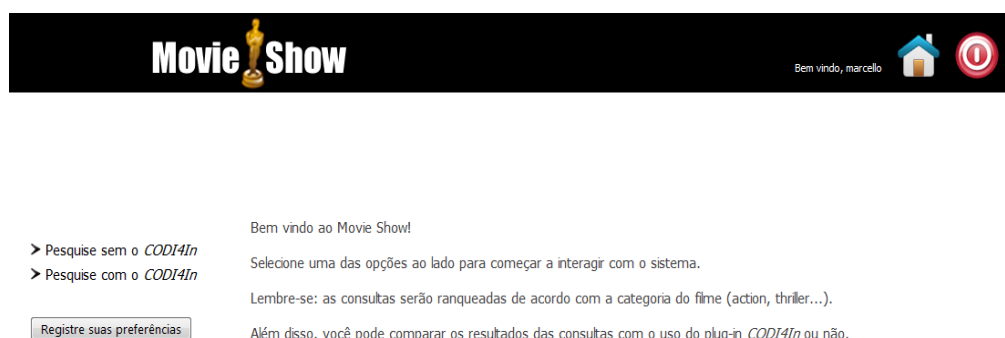 Movie Show
Bem vindo, marcello
Pesquise sem o CODI4In
Pesquise com o CODI4In
Registre suas preferências
Bem vindo ao Movie Show!
Selecione uma das opções ao lado para começar a interagir com o sistema.
Lembre-se: as consultas serão ranqueadas de acordo com a categoria do filme (action, thriller...).
Além disso, você pode comparar os resultados das consultas com o uso do plug-in CODI4In ou não.